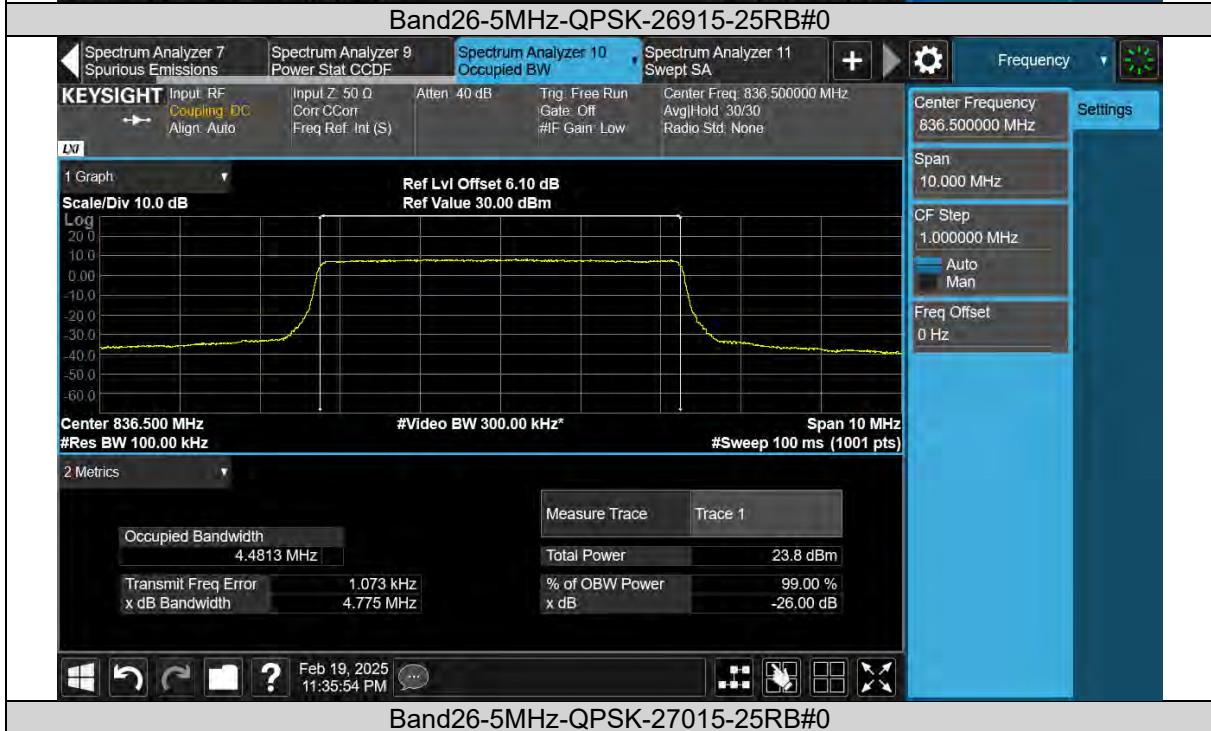 Band26-5MHz-QPSK-26915-25RB#0
Spectrum Analyzer 7
Spurious Emissions
Spectrum Analyzer 9
Power Stat CCDF
Spectrum Analyzer 10
Occupied BW
Spectrum Analyzer 11
Swept SA
+
Frequency
KEYSIGHT
Input: RF
Coupling: DC
Align: Auto
Input Z: 50 Ω
Corr CCorr
Freq Ref: Int (S)
Atten: 40 dB
Trig: Free Run
Gate: Off
#IF Gain: Low
Center Freq: 836.500000 MHz
Avg|Hold: 30/30
Radio Std: None
LXI
Center Frequency
836.500000 MHz
Settings
Span
10.000 MHz
CF Step
1.000000 MHz
Auto
Man
Freq Offset
0 Hz
1 Graph
Scale/Div 10.0 dB
Ref Lvl Offset 6.10 dB
Ref Value 30.00 dBm
Log
20.0
10.0
0.00
-10.0
-20.0
-30.0
-40.0
-50.0
-60.0
Center 836.500 MHz
#Video BW 300.00 kHz*
Span 10 MHz
#Res BW 100.00 kHz
#Sweep 100 ms (1001 pts)
2 Metrics
Measure Trace Trace 1
Occupied Bandwidth
4.4813 MHz
Total Power 23.8 dBm
Transmit Freq Error 1.073 kHz
% of OBW Power 99.00 %
x dB Bandwidth 4.775 MHz
x dB -26.00 dB
?
Feb 19, 2025
11:35:54 PM
Band26-5MHz-QPSK-27015-25RB#0